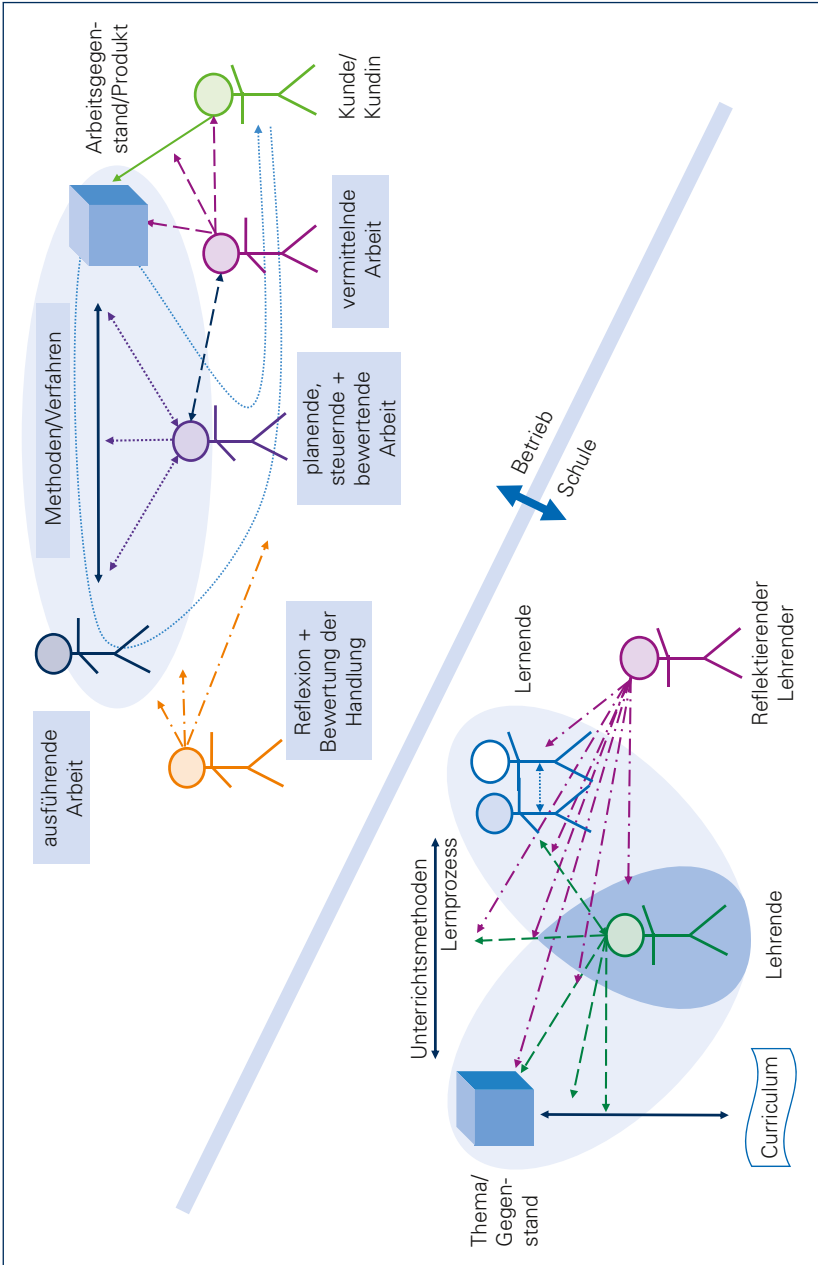 ausführende
Arbeit
Methoden/Verfahren
Arbeitsgegen-
stand/Produkt
Reflexion +
Bewertung der
Handlung
planende,
steuernde +
bewertende
Arbeit
vermittelnde
Arbeit
Kunde/
Kundin
Betrieb
Schule
Thema/
Gegen-
stand
Unterrichtsmethoden
Lernprozess
Lernende
Curriculum
Lehrende
Reflektierender
Lehrender